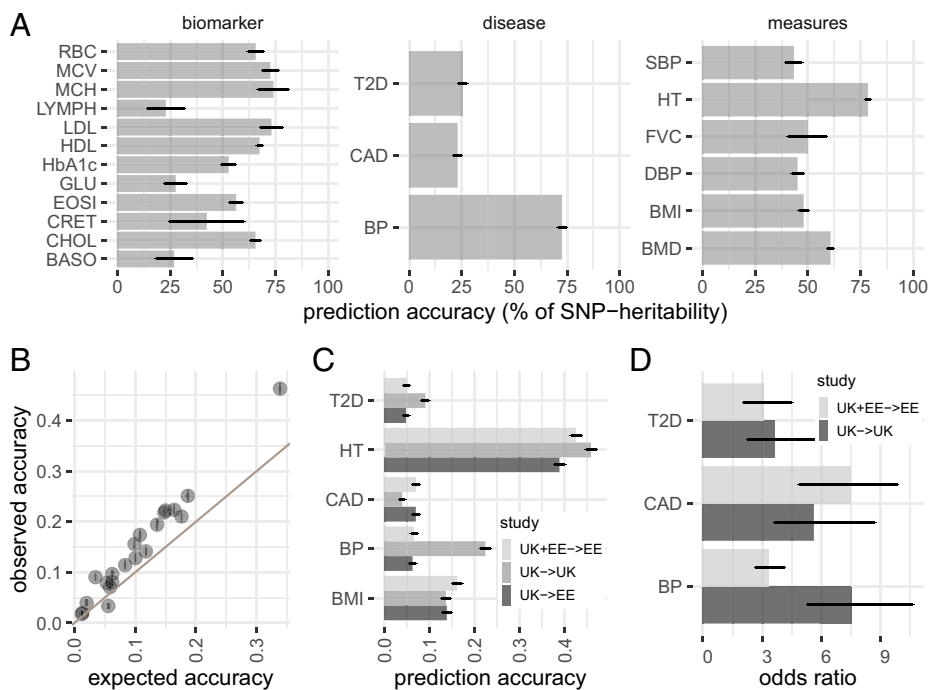 A
biomarker
disease
measures
RBC
MCV
MCH
LYMPH
LDL
HDL
HbA1c
GLU
EOSI
CRET
CHOL
BASO
0 25 50 75 100
T2D
CAD
BP
0 25 50 75 100
SBP
HT
FVC
DBP
BMI
BMD
0 25 50 75 100
prediction accuracy (% of SNP−heritability)
B
observed accuracy
0.4
0.3
0.2
0.1
0.0
0.0 0.1 0.2 0.3
expected accuracy
C
T2D
HT
CAD
BP
BMI
study
UK+EE−>EE
UK−>UK
UK−>EE
0.0 0.1 0.2 0.3 0.4
prediction accuracy
D
T2D
CAD
BP
study
UK+EE−>EE
UK−>UK
0 3 6 9
odds ratio